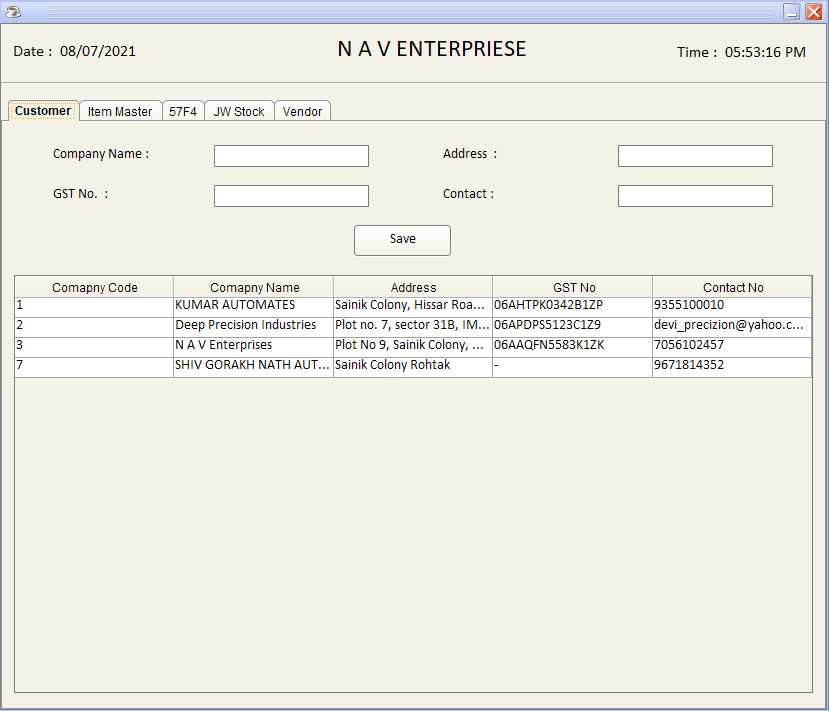 Date : 08/07/2021 N A V ENTERPRIESE Time : 05:53:16 PM
Customer Item Master 57F4 JW Stock Vendor
Company Name : Address :
GST No. : Contact :
Save
Comapny Code Comapny Name Address GST No Contact No
1 KUMAR AUTOMATES Sainik Colony, Hissar Roa... 06AHTPK0342B1ZP 9355100010
2 Deep Precision Industries Plot no. 7, sector 31B, IM... 06APDPS5123C1Z9 devi_precizion@yahoo.c...
3 N A V Enterprises Plot No 9, Sainik Colony, ... 06AAQFN5583K1ZK 7056102457
7 SHIV GORAKH NATH AUT... Sainik Colony Rohtak - 9671814352